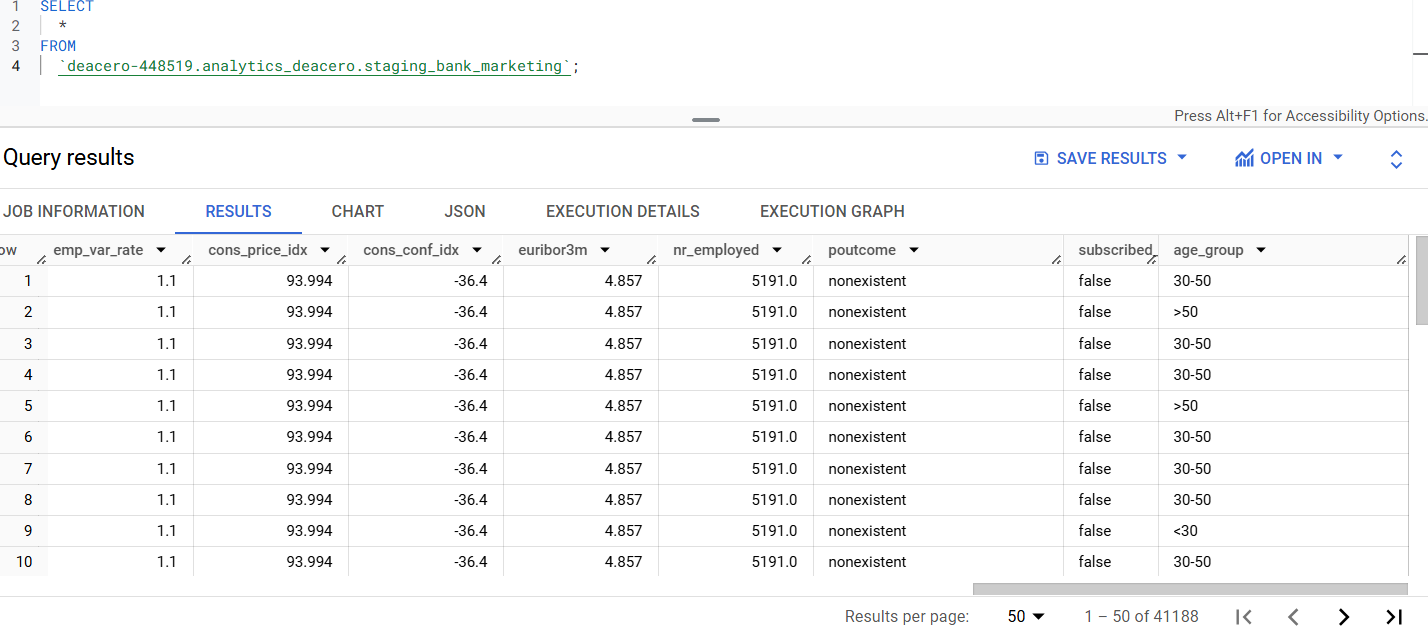 1 SELECT
2 *
3 FROM
4 `deacero-448519.analytics_deacero.staging_bank_marketing`;
Press Alt+F1 for Accessibility Options.
Query results SAVE RESULTS OPEN IN
JOB INFORMATION RESULTS CHART JSON EXECUTION DETAILS EXECUTION GRAPH
ow emp_var_rate cons_price_idx cons_conf_idx euribor3m nr_employed poutcome subscribed_ age_group
1 1.1 93.994 -36.4 4.857 5191.0 nonexistent false 30-50
2 1.1 93.994 -36.4 4.857 5191.0 nonexistent false >50
3 1.1 93.994 -36.4 4.857 5191.0 nonexistent false 30-50
4 1.1 93.994 -36.4 4.857 5191.0 nonexistent false 30-50
5 1.1 93.994 -36.4 4.857 5191.0 nonexistent false >50
6 1.1 93.994 -36.4 4.857 5191.0 nonexistent false 30-50
7 1.1 93.994 -36.4 4.857 5191.0 nonexistent false 30-50
8 1.1 93.994 -36.4 4.857 5191.0 nonexistent false 30-50
9 1.1 93.994 -36.4 4.857 5191.0 nonexistent false <30
10 1.1 93.994 -36.4 4.857 5191.0 nonexistent false 30-50
Results per page: 50 1 – 50 of 41188